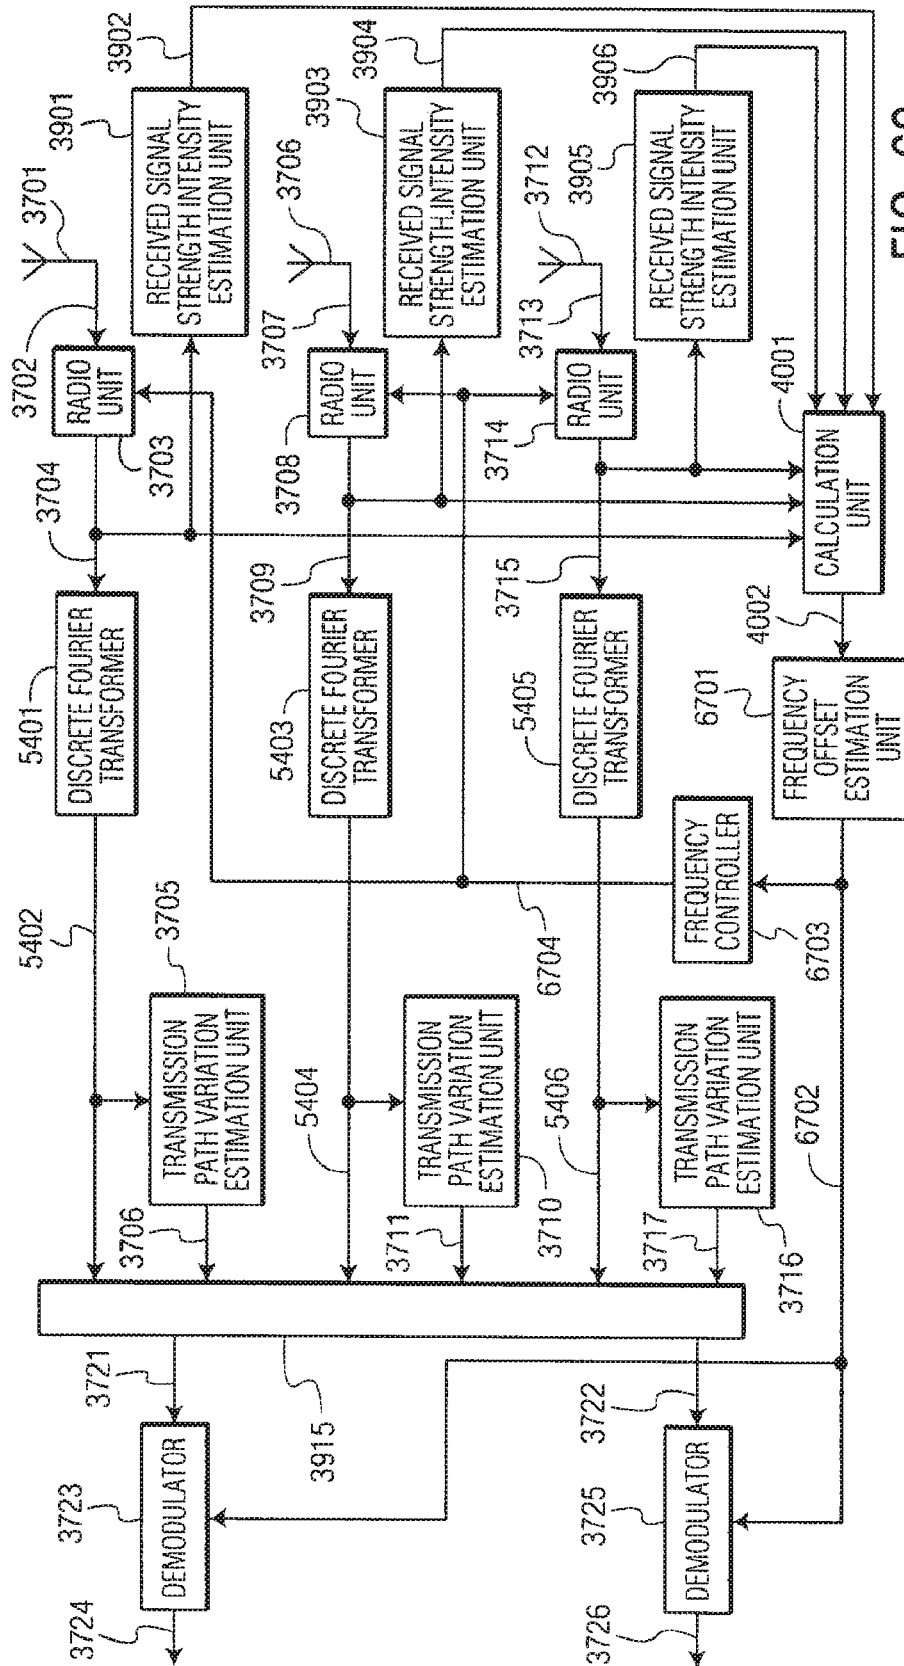 3701
3702
RADIO
UNIT
3703
3704
3901
RECEIVED SIGNAL
STRENGTH INTENSITY
ESTIMATION UNIT
3902
5401
DISCRETE FOURIER
TRANSFORMER
5402
3705
TRANSMISSION
PATH VARIATION
ESTIMATION UNIT
3706
3721
3723
DEMODULATOR
3724
3706
3707
RADIO
UNIT
3708
3709
3903
RECEIVED SIGNAL
STRENGTH INTENSITY
ESTIMATION UNIT
3904
5403
DISCRETE FOURIER
TRANSFORMER
5404
TRANSMISSION
PATH VARIATION
ESTIMATION UNIT
3710
3711
3915
3712
3713
RADIO
UNIT
3714
3715
3905
RECEIVED SIGNAL
STRENGTH INTENSITY
ESTIMATION UNIT
3906
5405
DISCRETE FOURIER
TRANSFORMER
5406
TRANSMISSION
PATH VARIATION
ESTIMATION UNIT
3716
3717
3722
3725
DEMODULATOR
3726
4001
CALCULATION
UNIT
4002
6701
FREQUENCY
OFFSET
ESTIMATION
UNIT
6702
FREQUENCY
CONTROLLER
6703
6704
FIG.